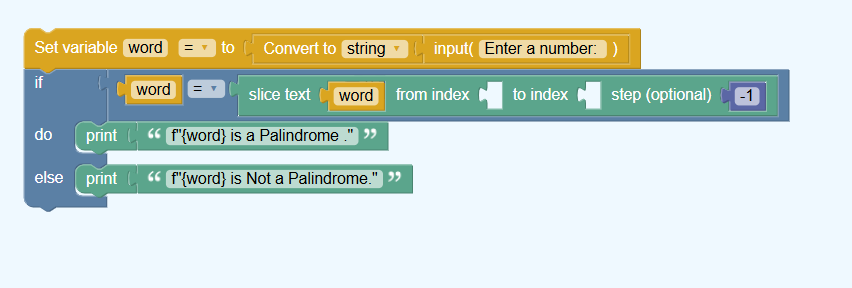 Set variable word = to Convert to string input( Enter a number: )
if word = slice text word from index to index step (optional) -1
do print “ f"{word} is a Palindrome ." ”
else print “ f"{word} is Not a Palindrome." ”